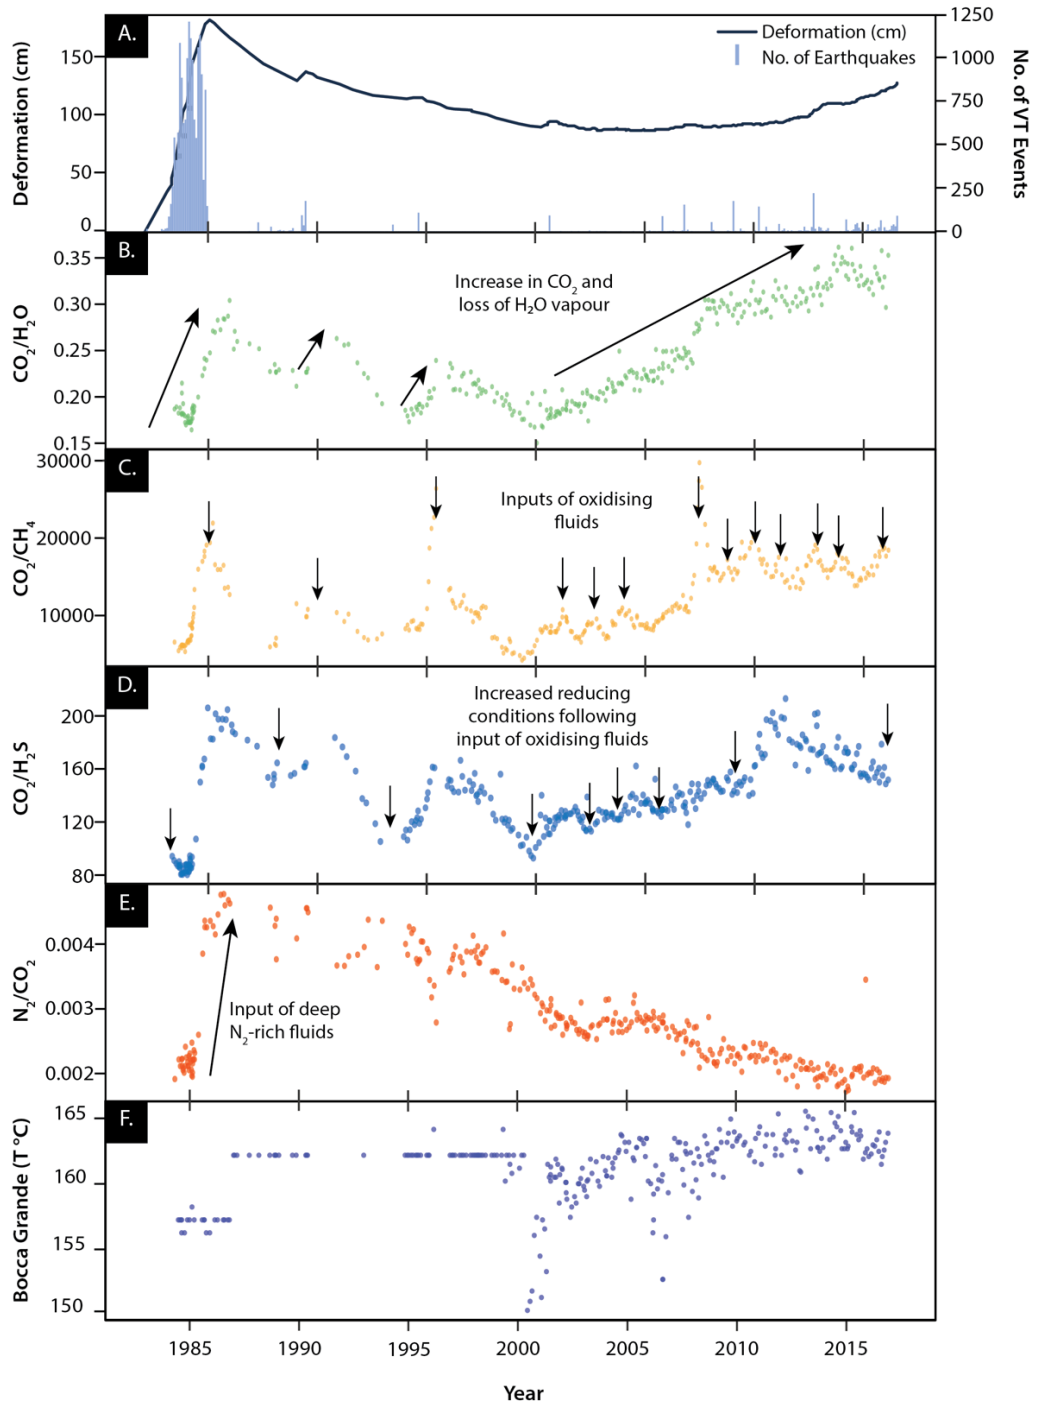 A.
Deformation (cm)
No. of Earthquakes
Deformation (cm)
150
100
50
0
1250
1000
750
500
250
0
No. of VT Events
B.
Increase in CO₂ and
loss of H₂O vapour
CO₂/H₂O
0.35
0.30
0.25
0.20
0.15
C.
Inputs of oxidising
fluids
CO₂/CH₄
30000
20000
10000
D.
Increased reducing
conditions following
input of oxidising fluids
CO₂/H₂S
200
160
120
80
E.
Input of deep
N₂-rich fluids
N₂/CO₂
0.004
0.003
0.002
F.
Bocca Grande (T °C)
165
160
155
150
1985 1990 1995 2000 2005 2010 2015
Year